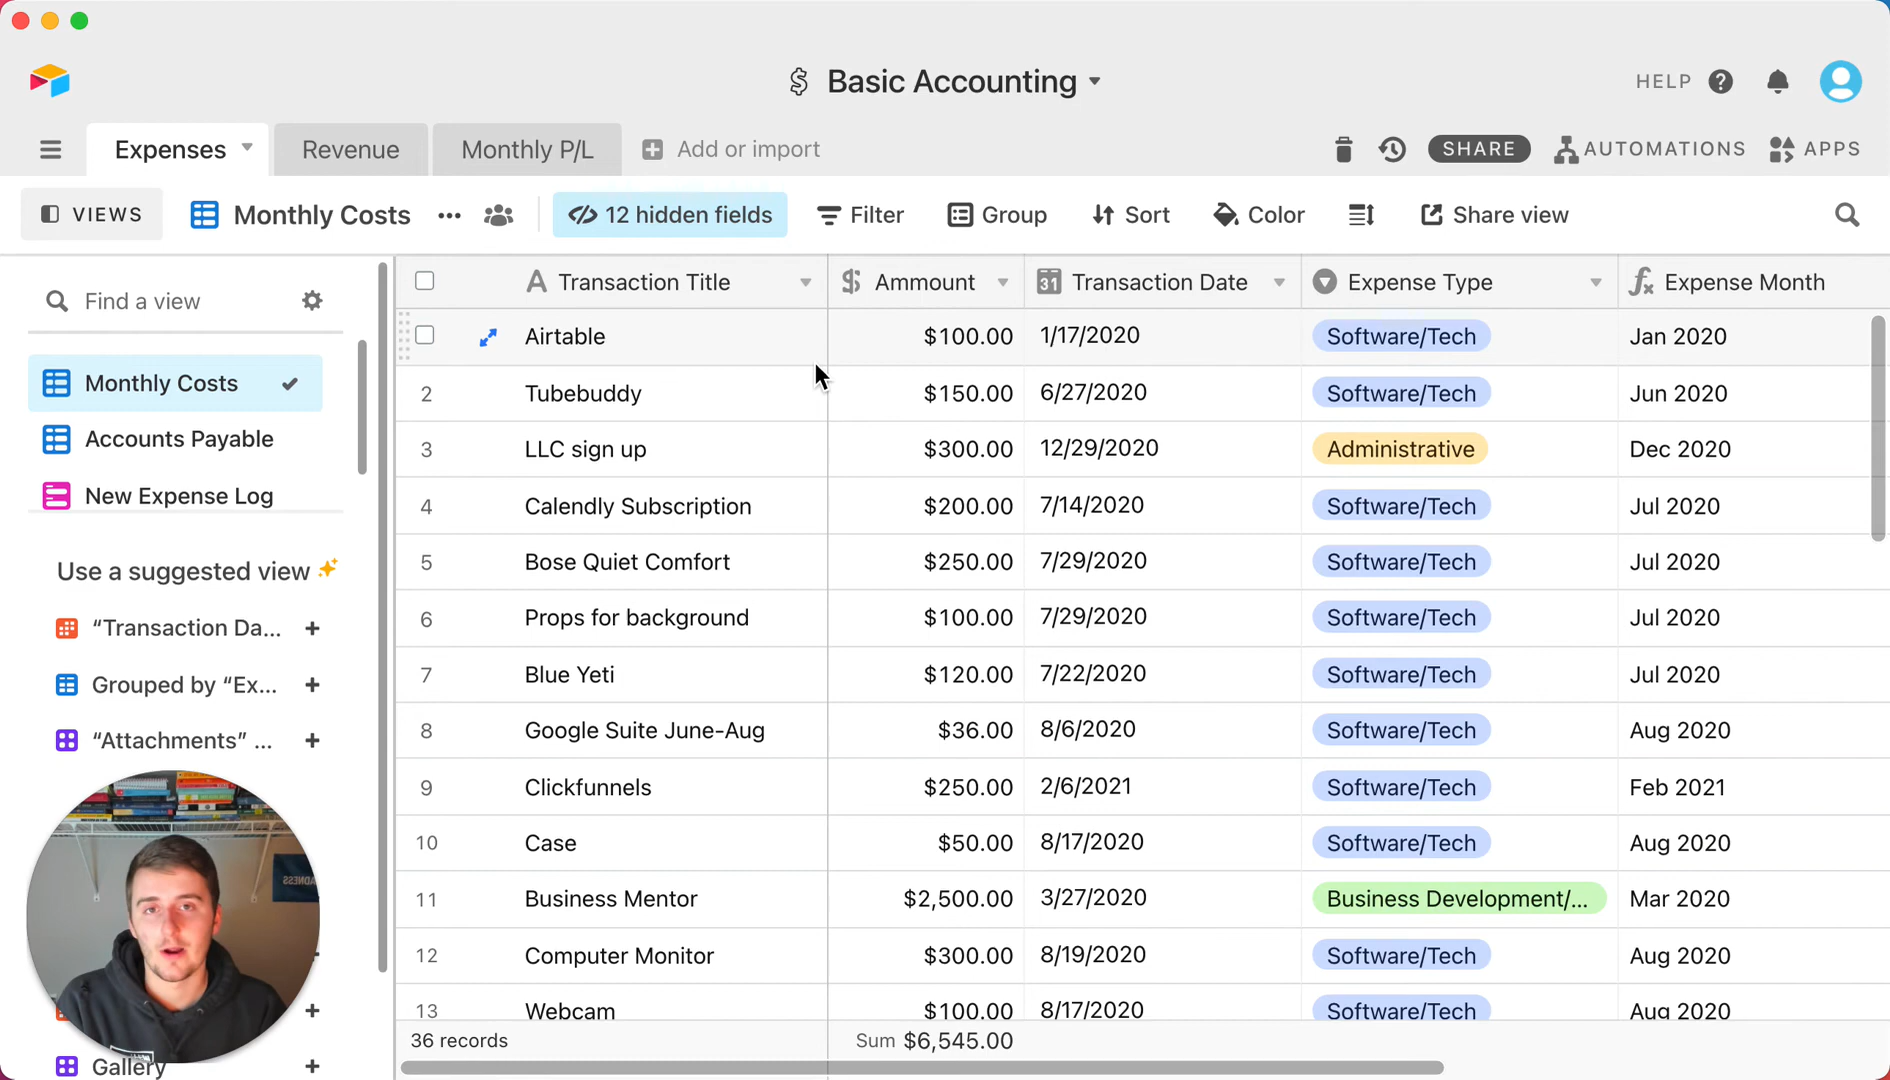 Basic Accounting
HELP
Expenses
Revenue
Monthly P/L
Add or import
SHARE
AUTOMATIONS
APPS
VIEWS
Monthly Costs
12 hidden fields
Filter
Group
Sort
Color
Share view
Find a view
Monthly Costs
Accounts Payable
New Expense Log
Use a suggested view
“Transaction Da...
Grouped by “Ex...
“Attachments” ...
Gallery
Transaction Title Ammount 31 Transaction Date Expense Type Expense Month
Airtable $100.00 1/17/2020 Software/Tech Jan 2020
2 Tubebuddy $150.00 6/27/2020 Software/Tech Jun 2020
3 LLC sign up $300.00 12/29/2020 Administrative Dec 2020
4 Calendly Subscription $200.00 7/14/2020 Software/Tech Jul 2020
5 Bose Quiet Comfort $250.00 7/29/2020 Software/Tech Jul 2020
6 Props for background $100.00 7/29/2020 Software/Tech Jul 2020
7 Blue Yeti $120.00 7/22/2020 Software/Tech Jul 2020
8 Google Suite June-Aug $36.00 8/6/2020 Software/Tech Aug 2020
9 Clickfunnels $250.00 2/6/2021 Software/Tech Feb 2021
10 Case $50.00 8/17/2020 Software/Tech Aug 2020
11 Business Mentor $2,500.00 3/27/2020 Business Development/... Mar 2020
12 Computer Monitor $300.00 8/19/2020 Software/Tech Aug 2020
13 Webcam $100.00 8/17/2020 Software/Tech Aug 2020
36 records Sum $6,545.00